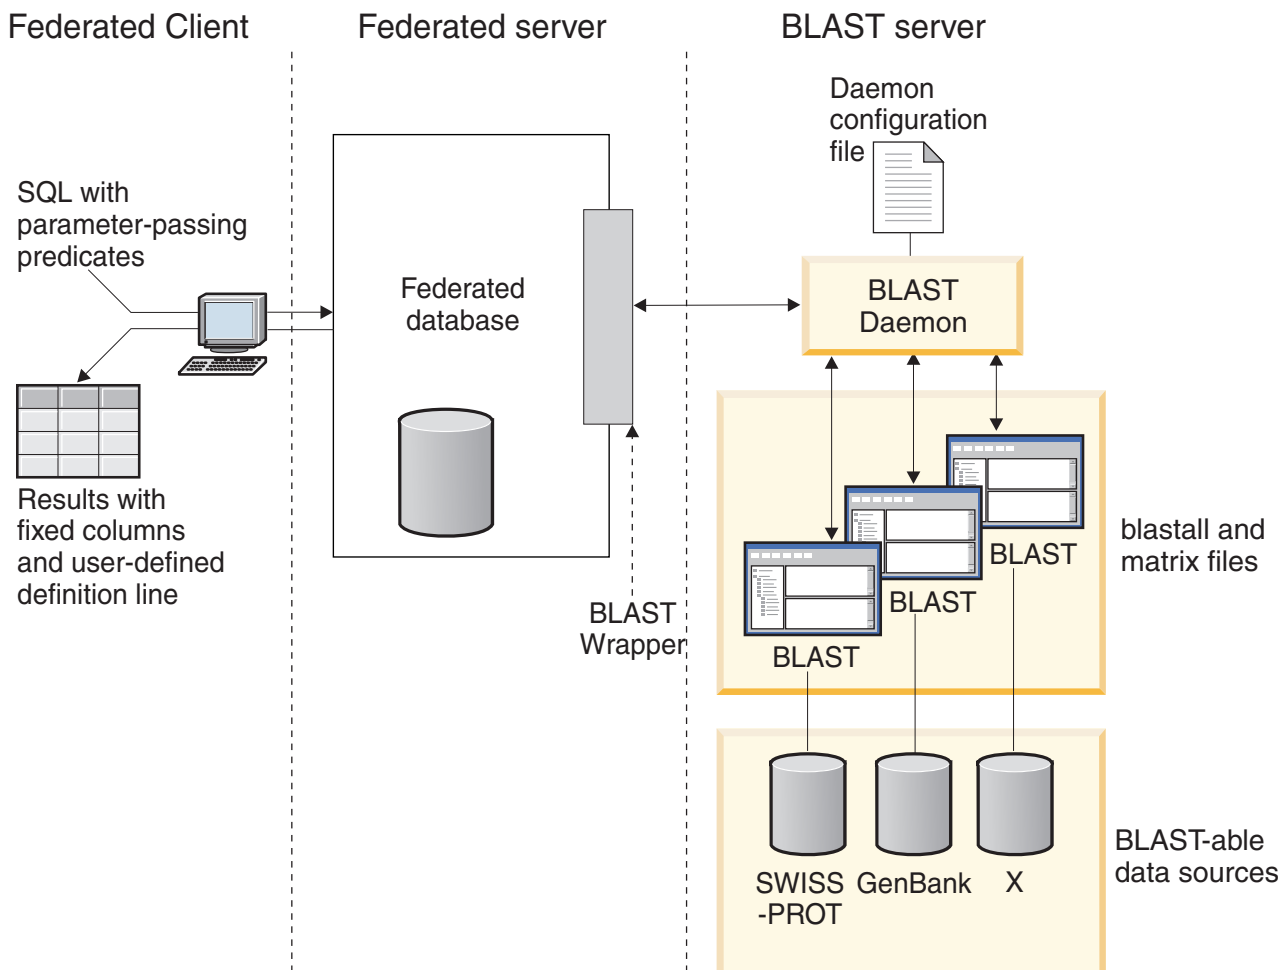 Federated Client
Federated server
BLAST server
SQL with
parameter-passing
predicates
Results with
fixed columns
and user-defined
definition line
Federated
database
BLAST
Wrapper
Daemon
configuration
file
BLAST
Daemon
BLAST
BLAST
BLAST
blastall and
matrix files
SWISS
-PROT
GenBank
X
BLAST-able
data sources